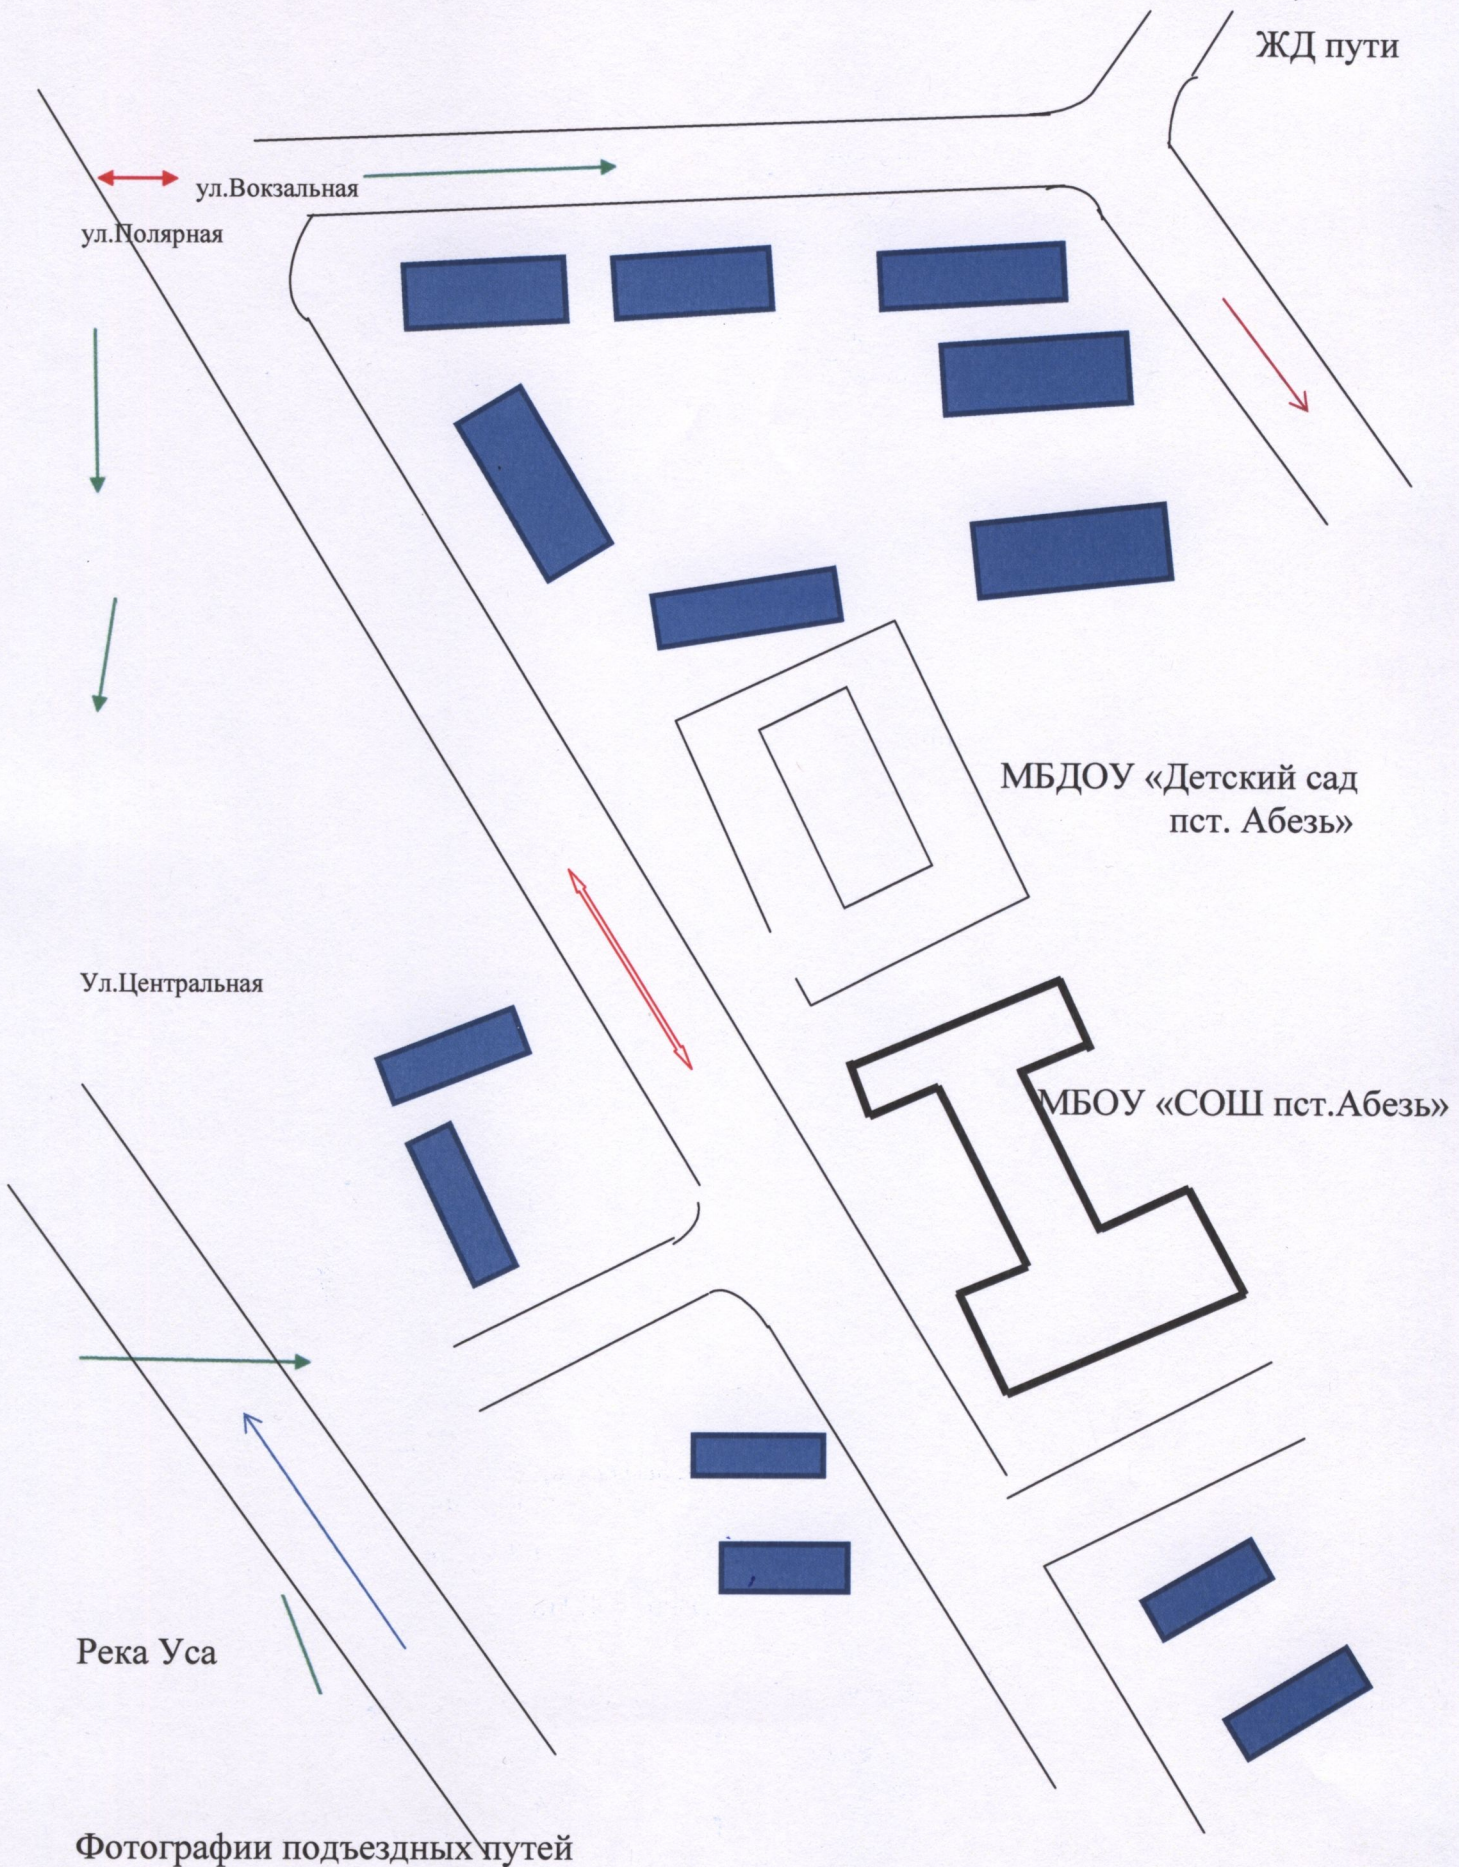 ЖД пути
ул.Вокзальная
ул.Полярная
МБДОУ «Детский сад
пст. Абезь»
Ул.Центральная
МБОУ «СОШ пст.Абезь»
Река Уса
Фотографии подъездных путей